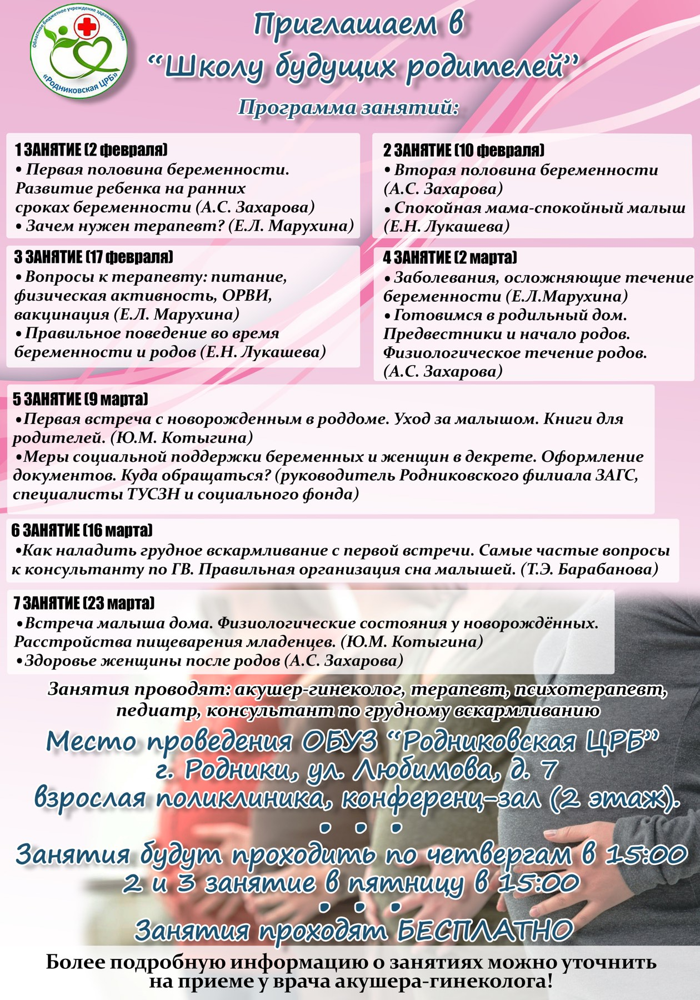 Областное бюджетное учреждение здравоохранения
«РОДНИКОВСКАЯ ЦРБ»
Приглашаем в
“Школу будущих родителей”
Программа занятий:
1 ЗАНЯТИЕ (2 февраля)
• Первая половина беременности.
Развитие ребенка на ранних
сроках беременности (А.С. Захарова)
• Зачем нужен терапевт? (Е.Л. Марухина)
2 ЗАНЯТИЕ (10 февраля)
• Вторая половина беременности
(А.С. Захарова)
• Спокойная мама-спокойный малыш
(Е.Н. Лукашева)
3 ЗАНЯТИЕ (17 февраля)
• Вопросы к терапевту: питание,
физическая активность, ОРВИ,
вакцинация (Е.Л. Марухина)
• Правильное поведение во время
беременности и родов (Е.Н. Лукашева)
4 ЗАНЯТИЕ (2 марта)
• Заболевания, осложняющие течение
беременности (Е.Л.Марухина)
• Готовимся в родильный дом.
Предвестники и начало родов.
Физиологическое течение родов.
(А.С. Захарова)
5 ЗАНЯТИЕ (9 марта)
•Первая встреча с новорожденным в роддоме. Уход за малышом. Книги для
родителей. (Ю.М. Котыгина)
•Меры социальной поддержки беременных и женщин в декрете. Оформление
документов. Куда обращаться? (руководитель Родниковского филиала ЗАГС,
специалисты ТУСЗН и социального фонда)
6 ЗАНЯТИЕ (16 марта)
•Как наладить грудное вскармливание с первой встречи. Самые частые вопросы
к консультанту по ГВ. Правильная организация сна малышей. (Т.Э. Барабанова)
7 ЗАНЯТИЕ (23 марта)
•Встреча малыша дома. Физиологические состояния у новорождённых.
Расстройства пищеварения младенцев. (Ю.М. Котыгина)
•Здоровье женщины после родов (А.С. Захарова)
Занятия проводят: акушер-гинеколог, терапевт, психотерапевт,
педиатр, консультант по грудному вскармливанию
Место проведения ОБУЗ “Родниковская ЦРБ”
г. Родники, ул. Любимова, д. 7
взрослая поликлиника, конференц-зал (2 этаж).
• • •
Занятия будут проходить по четвергам в 15:00
2 и 3 занятие в пятницу в 15:00
• • •
Занятия проходят БЕСПЛАТНО
Более подробную информацию о занятиях можно уточнить
на приеме у врача акушера-гинеколога!